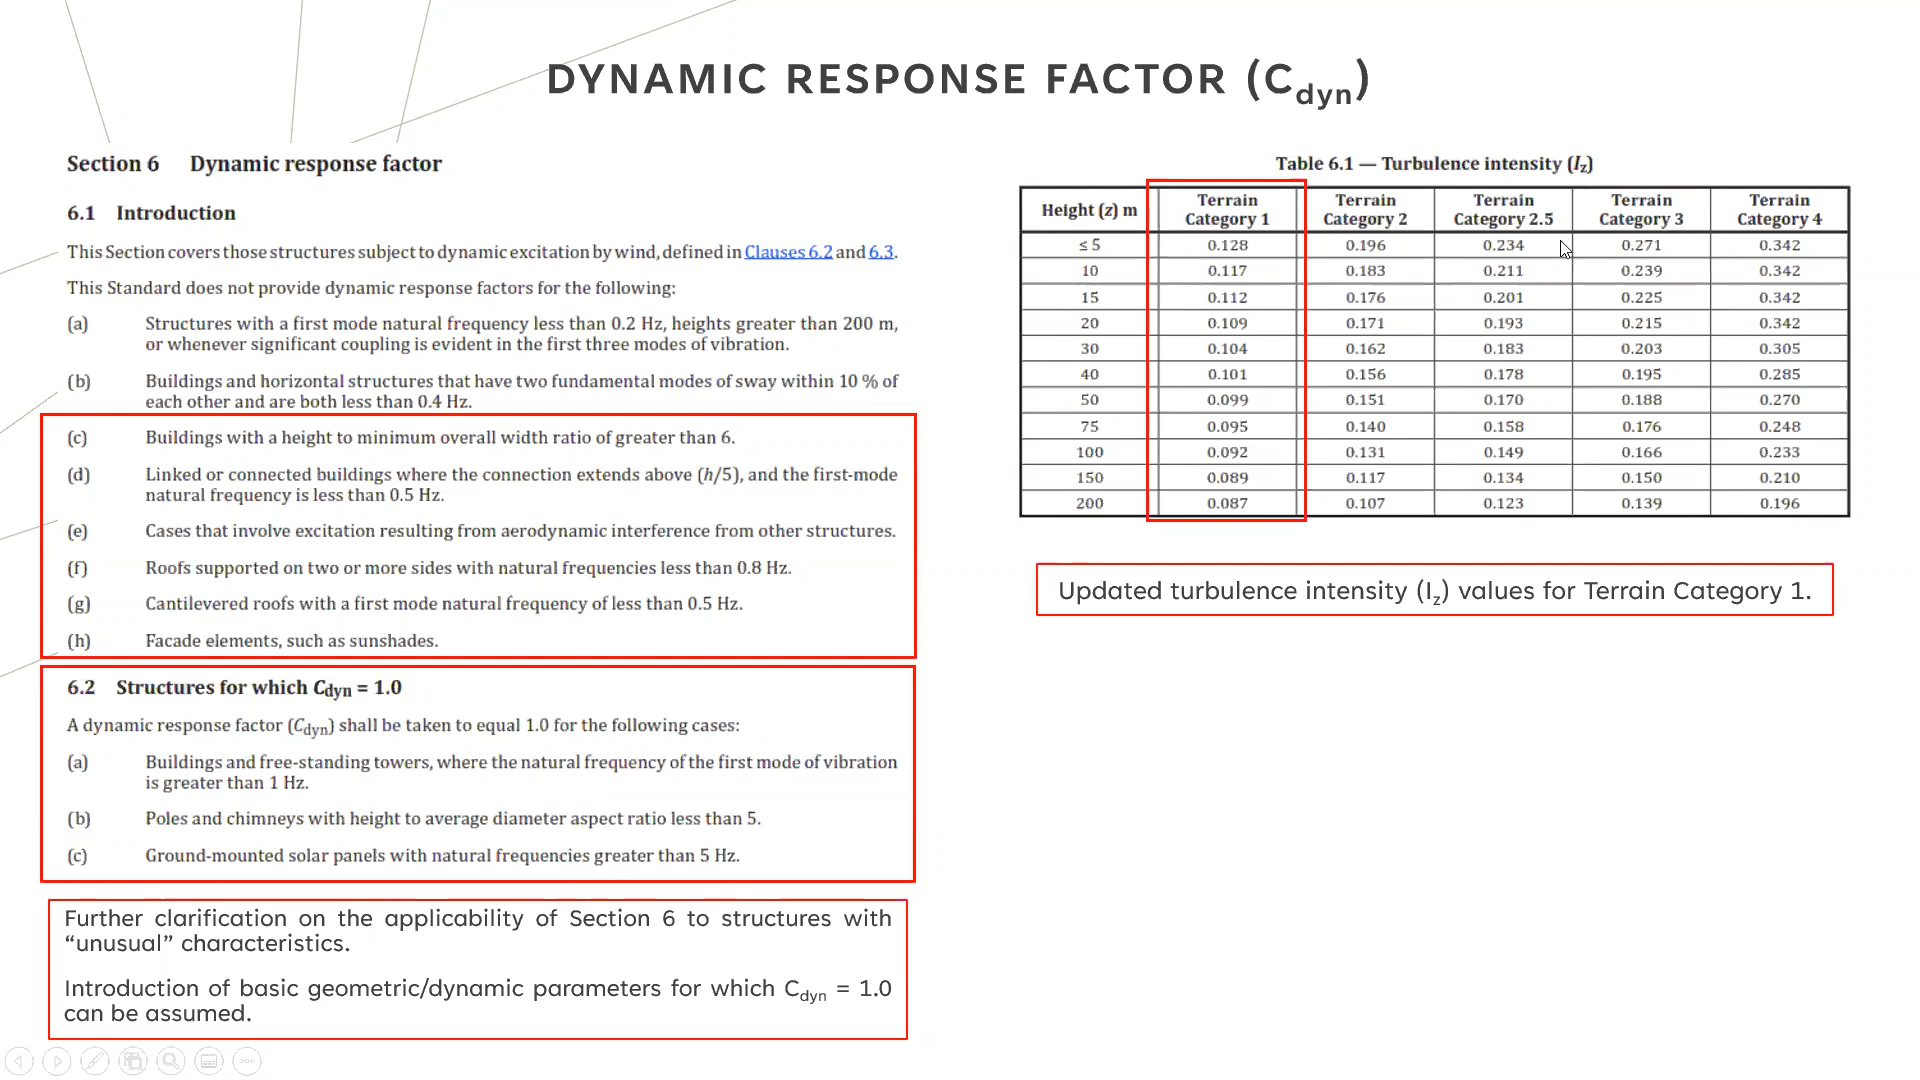 DYNAMIC RESPONSE FACTOR (Cdyn)
Section 6 Dynamic response factor
6.1 Introduction
This Section covers those structures subject to dynamic excitation by wind, defined in Clauses 6.2 and 6.3.
This Standard does not provide dynamic response factors for the following:
(a) Structures with a first mode natural frequency less than 0.2 Hz, heights greater than 200 m,
or whenever significant coupling is evident in the first three modes of vibration.
(b) Buildings and horizontal structures that have two fundamental modes of sway within 10 % of
each other and are both less than 0.4 Hz.
(c) Buildings with a height to minimum overall width ratio of greater than 6.
(d) Linked or connected buildings where the connection extends above (h/5), and the first-mode
natural frequency is less than 0.5 Hz.
(e) Cases that involve excitation resulting from aerodynamic interference from other structures.
(f) Roofs supported on two or more sides with natural frequencies less than 0.8 Hz.
(g) Cantilevered roofs with a first mode natural frequency of less than 0.5 Hz.
(h) Facade elements, such as sunshades.
6.2 Structures for which Cdyn = 1.0
A dynamic response factor (Cdyn) shall be taken to equal 1.0 for the following cases:
(a) Buildings and free-standing towers, where the natural frequency of the first mode of vibration
is greater than 1 Hz.
(b) Poles and chimneys with height to average diameter aspect ratio less than 5.
(c) Ground-mounted solar panels with natural frequencies greater than 5 Hz.
Further clarification on the applicability of Section 6 to structures with
“unusual” characteristics.
Introduction of basic geometric/dynamic parameters for which Cdyn = 1.0
can be assumed.
Table 6.1 — Turbulence intensity (Iz)
Height (z) m Terrain Category 1 Terrain Category 2 Terrain Category 2.5 Terrain Category 3 Terrain Category 4
≤ 5 0.128 0.196 0.234 0.271 0.342
10 0.117 0.183 0.211 0.239 0.342
15 0.112 0.176 0.201 0.225 0.342
20 0.109 0.171 0.193 0.215 0.342
30 0.104 0.162 0.183 0.203 0.305
40 0.101 0.156 0.178 0.195 0.285
50 0.099 0.151 0.170 0.188 0.270
75 0.095 0.140 0.158 0.176 0.248
100 0.092 0.131 0.149 0.166 0.233
150 0.089 0.117 0.134 0.150 0.210
200 0.087 0.107 0.123 0.139 0.196
Updated turbulence intensity (Iz) values for Terrain Category 1.